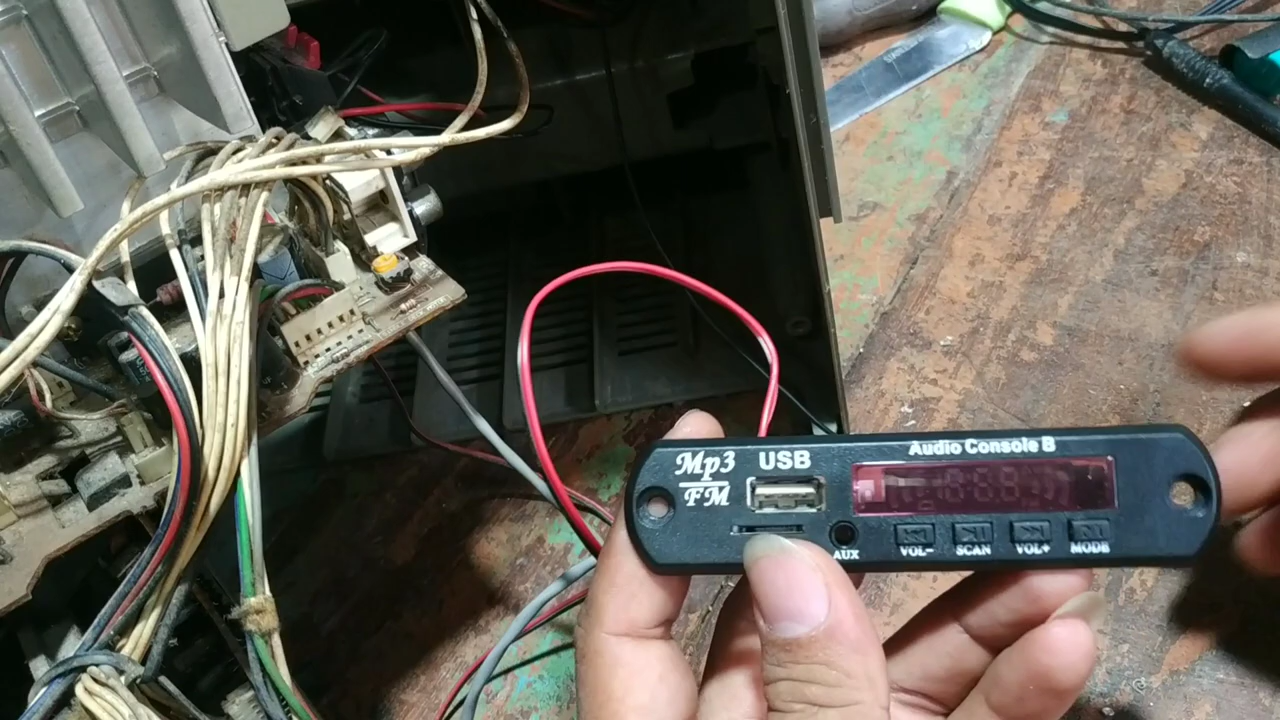 Audio Console B
Mp3
FM
USB
AUX
VOL-
SCAN
VOL+
MODE